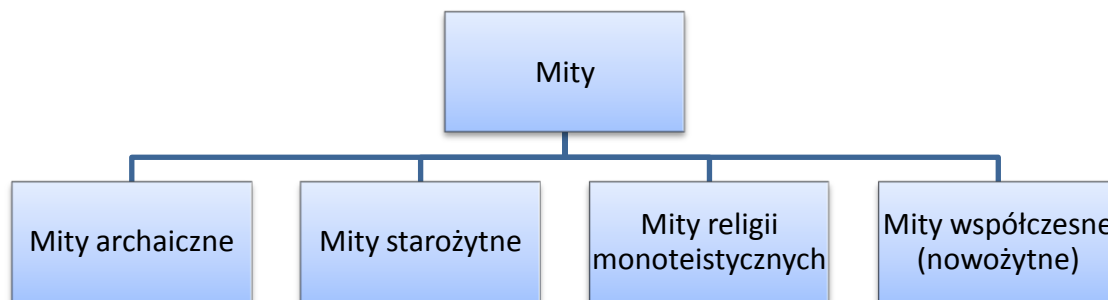 Mity
Mity archaiczne
Mity starożytne
Mity religii
monoteistycznych
Mity współczesne
(nowożytne)